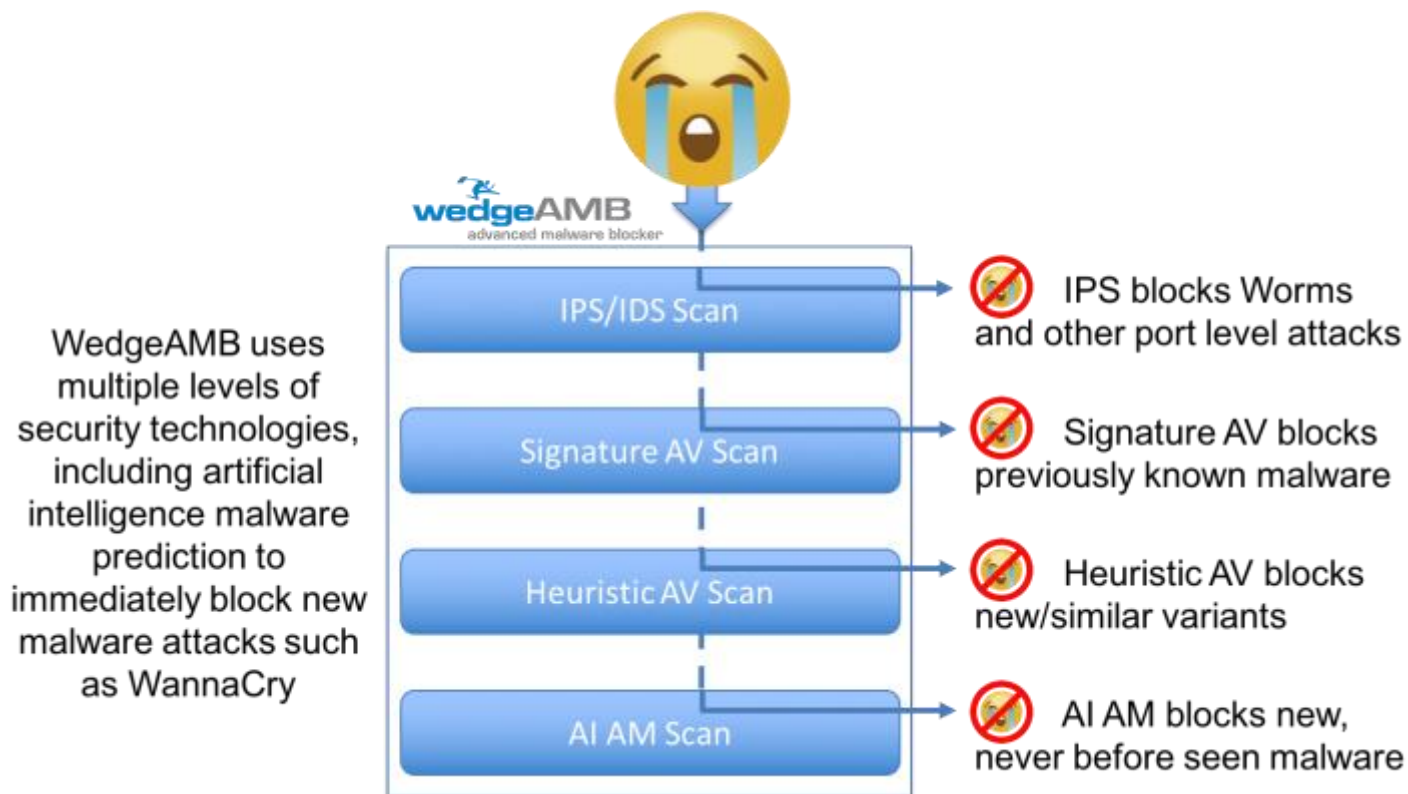 wedgeAMB
advanced malware blocker
WedgeAMB uses
multiple levels of
security technologies,
including artificial
intelligence malware
prediction to
immediately block new
malware attacks such
as WannaCry
IPS/IDS Scan
IPS blocks Worms
and other port level attacks
Signature AV Scan
Signature AV blocks
previously known malware
Heuristic AV Scan
Heuristic AV blocks
new/similar variants
AI AM Scan
AI AM blocks new,
never before seen malware